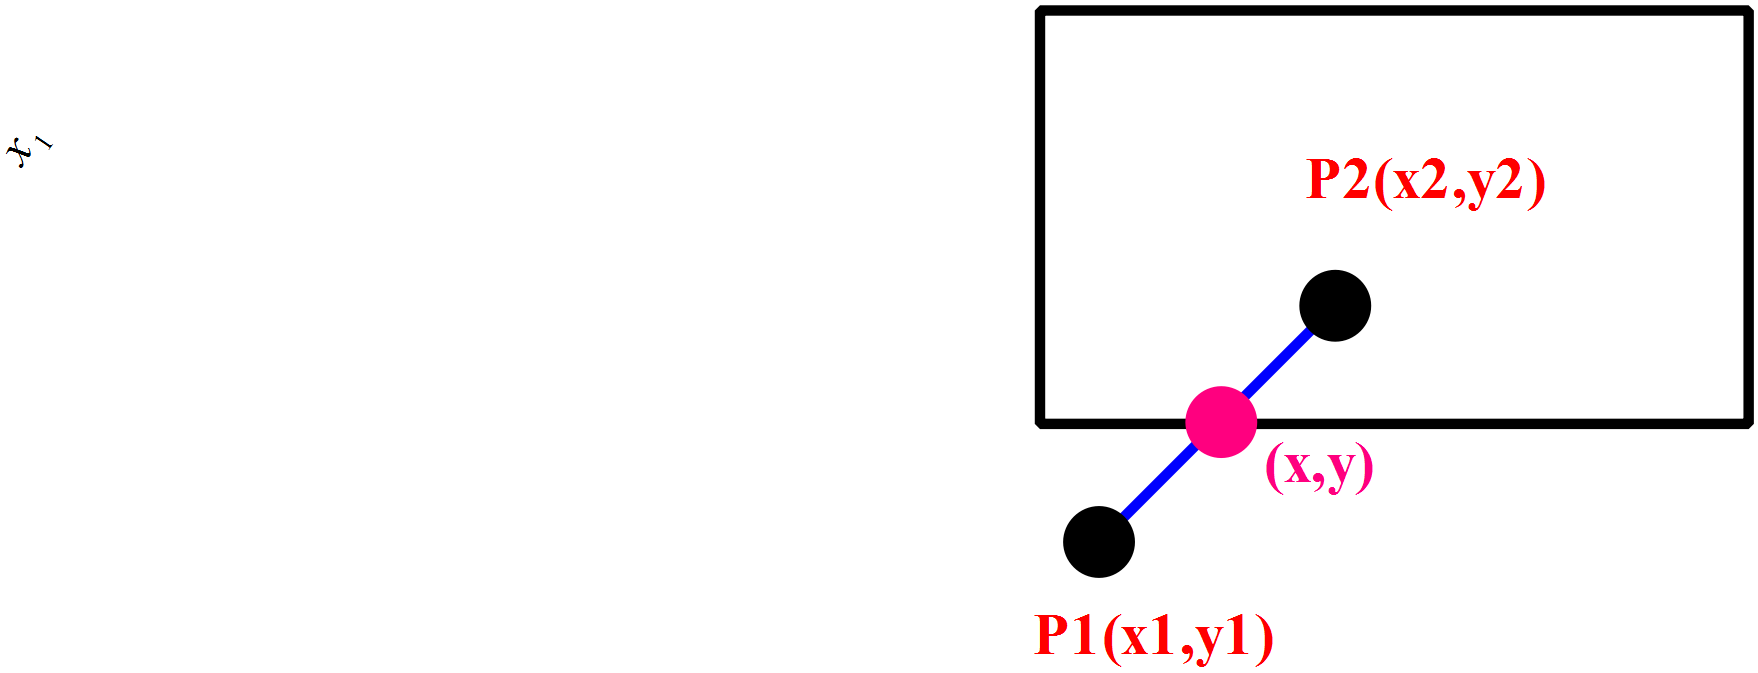 x1
P2(x2,y2)
(x,y)
P1(x1,y1)